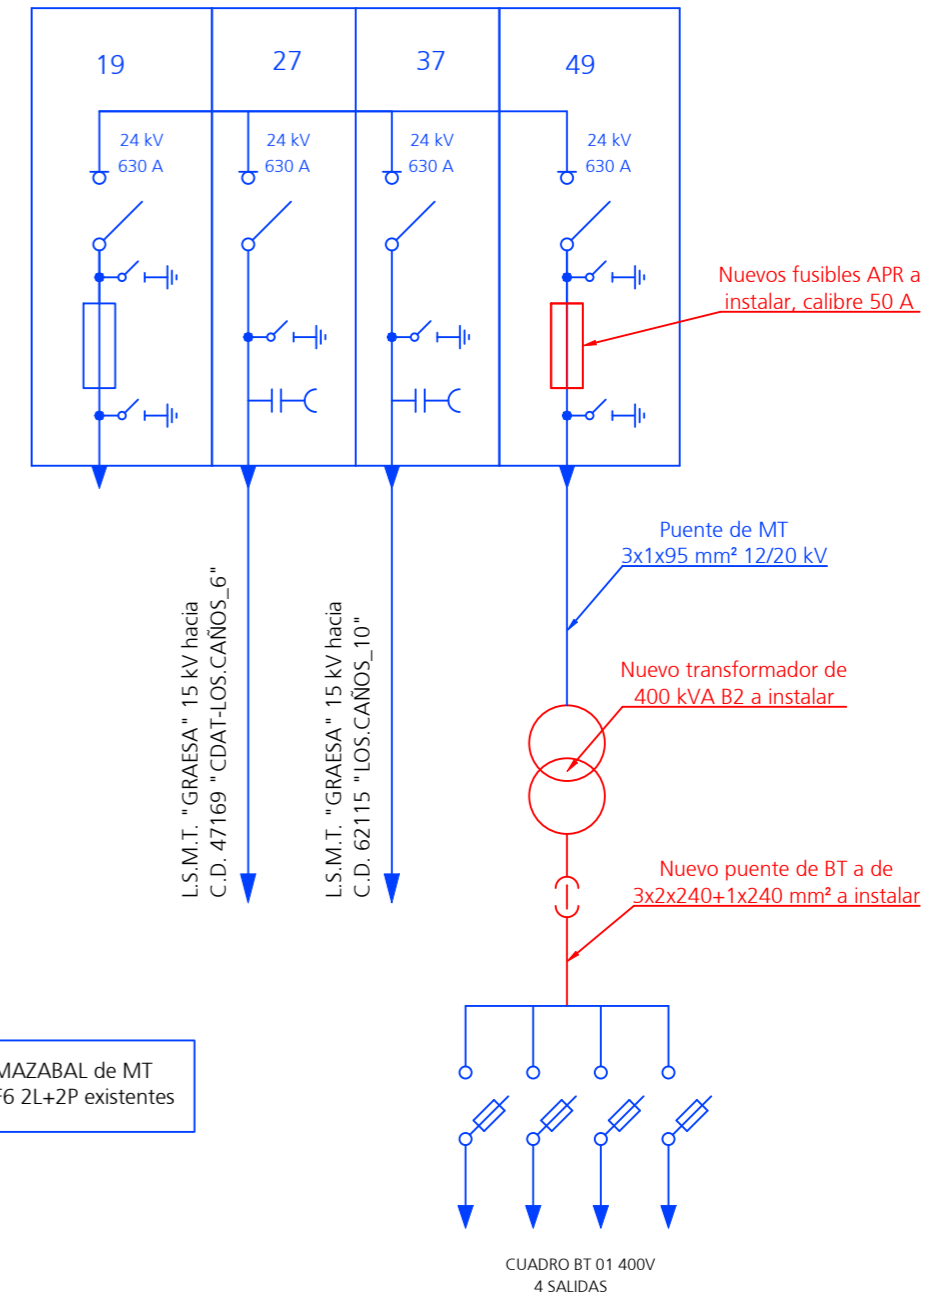 19
27
37
49
24 kV
630 A
24 kV
630 A
24 kV
630 A
24 kV
630 A
Nuevos fusibles APR a
instalar, calibre 50 A
Puente de MT
3x1x95 mm² 12/20 kV
L.S.M.T. "GRAESA" 15 kV hacia
C.D. 47169 "CDAT-LOS.CAÑOS_6"
L.S.M.T. "GRAESA" 15 kV hacia
C.D. 62115 "LOS.CAÑOS_10"
Nuevo transformador de
400 kVA B2 a instalar
Nuevo puente de BT a de
3x2x240+1x240 mm² a instalar
MAZABAL de MT
F6 2L+2P existentes
CUADRO BT 01 400V
4 SALIDAS